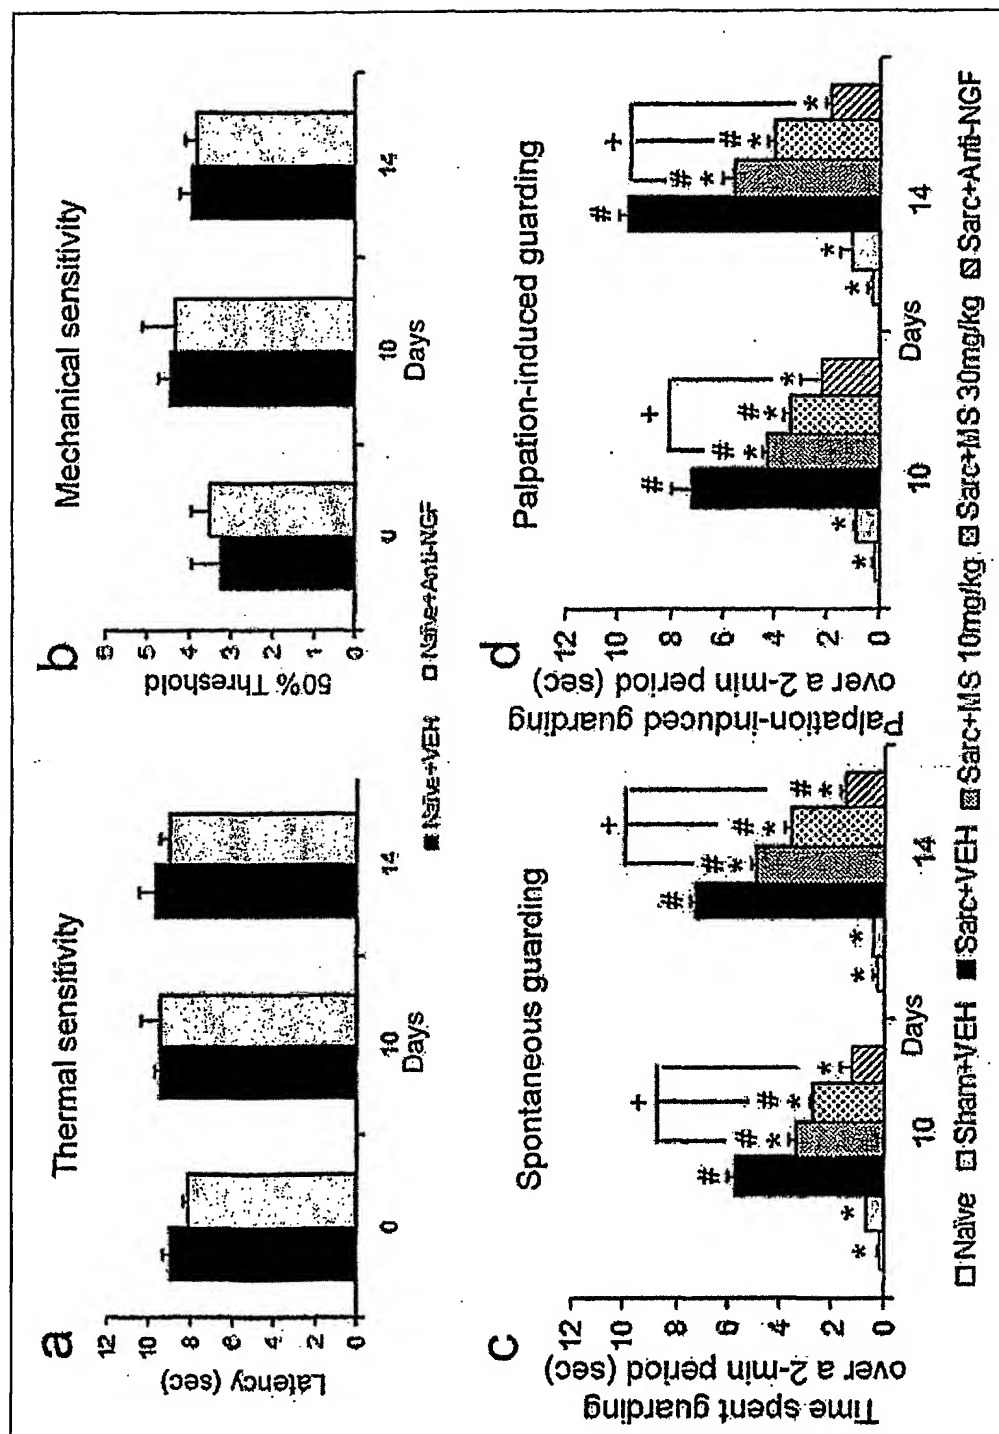 a
Thermal sensitivity
Latency (sec)
12
10
8
6
4
2
0
0
10
14
Days
b
Mechanical sensitivity
50% Threshold
6
5
4
3
2
1
0
0
10
14
Days
■ Naïve+VEH □ Naïve+Anti-NGF
c
Spontaneous guarding
Time spent guarding
over a 2-min period (sec)
12
10
8
6
4
2
0
* * # # * # * * +
* * # # * # * # * +
10
14
Days
d
Palpation-induced guarding
Palpation-induced guarding
over a 2-min period (sec)
12
10
8
6
4
2
0
* * # # * # * * +
* * # # * # * * +
10
14
Days
□ Naïve Sham+VEH ■ Sarc+VEH Sarc+MS 10mg/kg Sarc+MS 30mg/kg Sarc+Anti-NGF